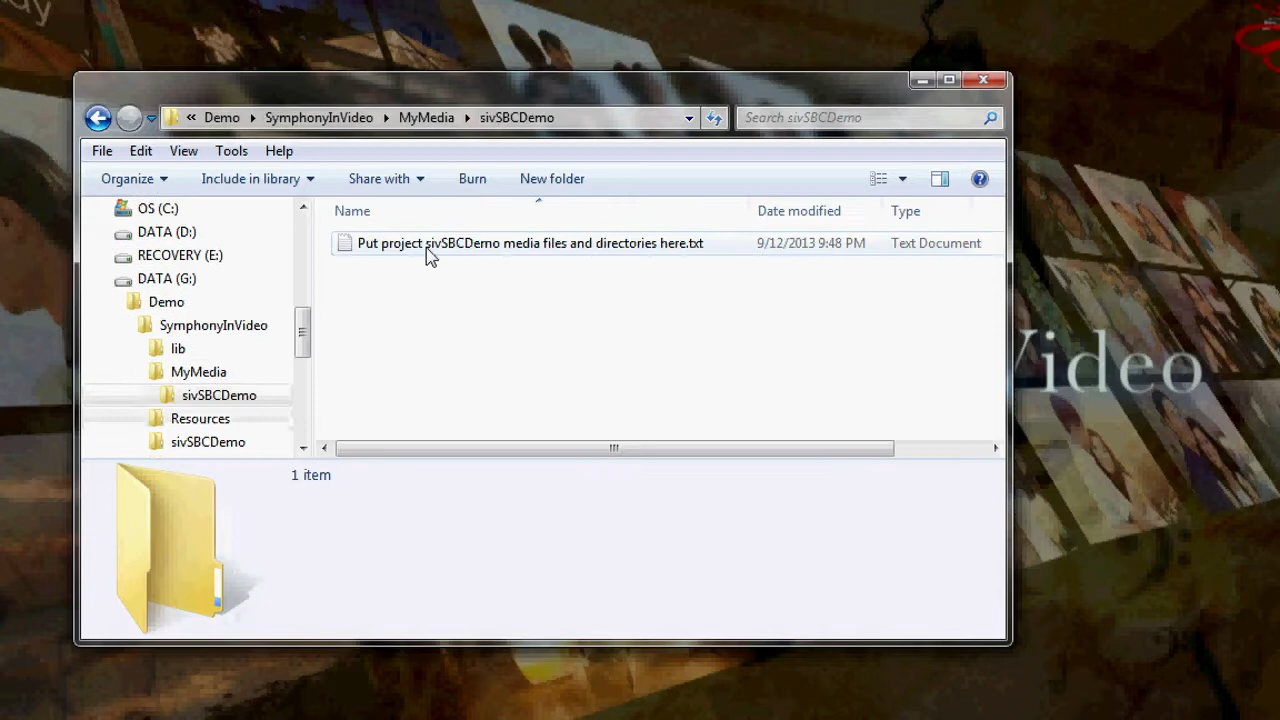 dy
« Demo SymphonyInVideo MyMedia sivSBCDemo Search sivSBCDemo
File Edit View Tools Help
Organize Include in library Share with Burn New folder
OS (C:)
DATA (D:)
RECOVERY (E:)
DATA (G:)
Demo
SymphonyInVideo
lib
MyMedia
sivSBCDemo
Resources
sivSBCDemo
Name Date modified Type
Put project sivSBCDemo media files and directories here.txt 9/12/2013 9:48 PM Text Document
1 item
Video